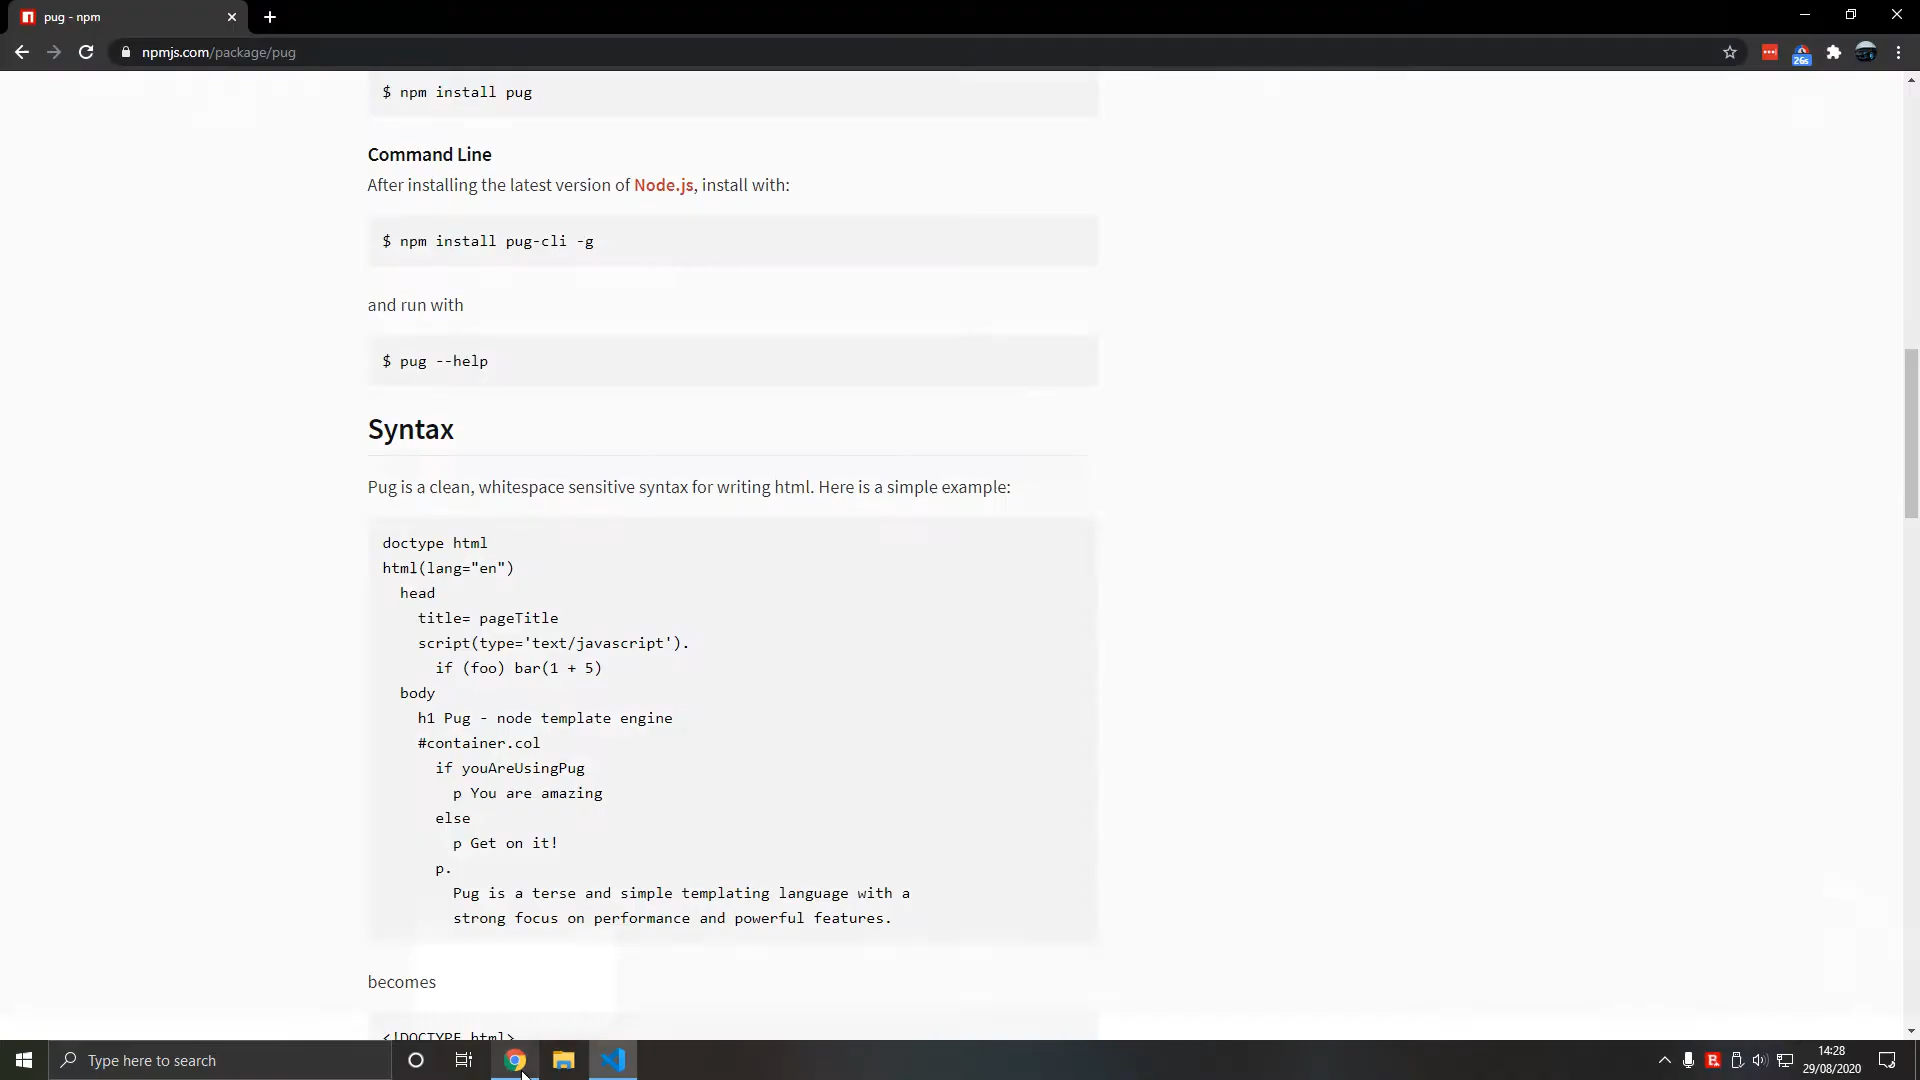 pug - npm
npmjs.com/package/pug
26s
$ npm install pug
Command Line
After installing the latest version of Node.js, install with:
$ npm install pug-cli -g
and run with
$ pug --help
Syntax
Pug is a clean, whitespace sensitive syntax for writing html. Here is a simple example:
doctype html
html(lang="en")
  head
    title= pageTitle
    script(type='text/javascript').
      if (foo) bar(1 + 5)
  body
    h1 Pug - node template engine
    #container.col
      if youAreUsingPug
        p You are amazing
      else
        p Get on it!
      p.
        Pug is a terse and simple templating language with a
        strong focus on performance and powerful features.
becomes
<!DOCTYPE html>
Type here to search
14:28
29/08/2020